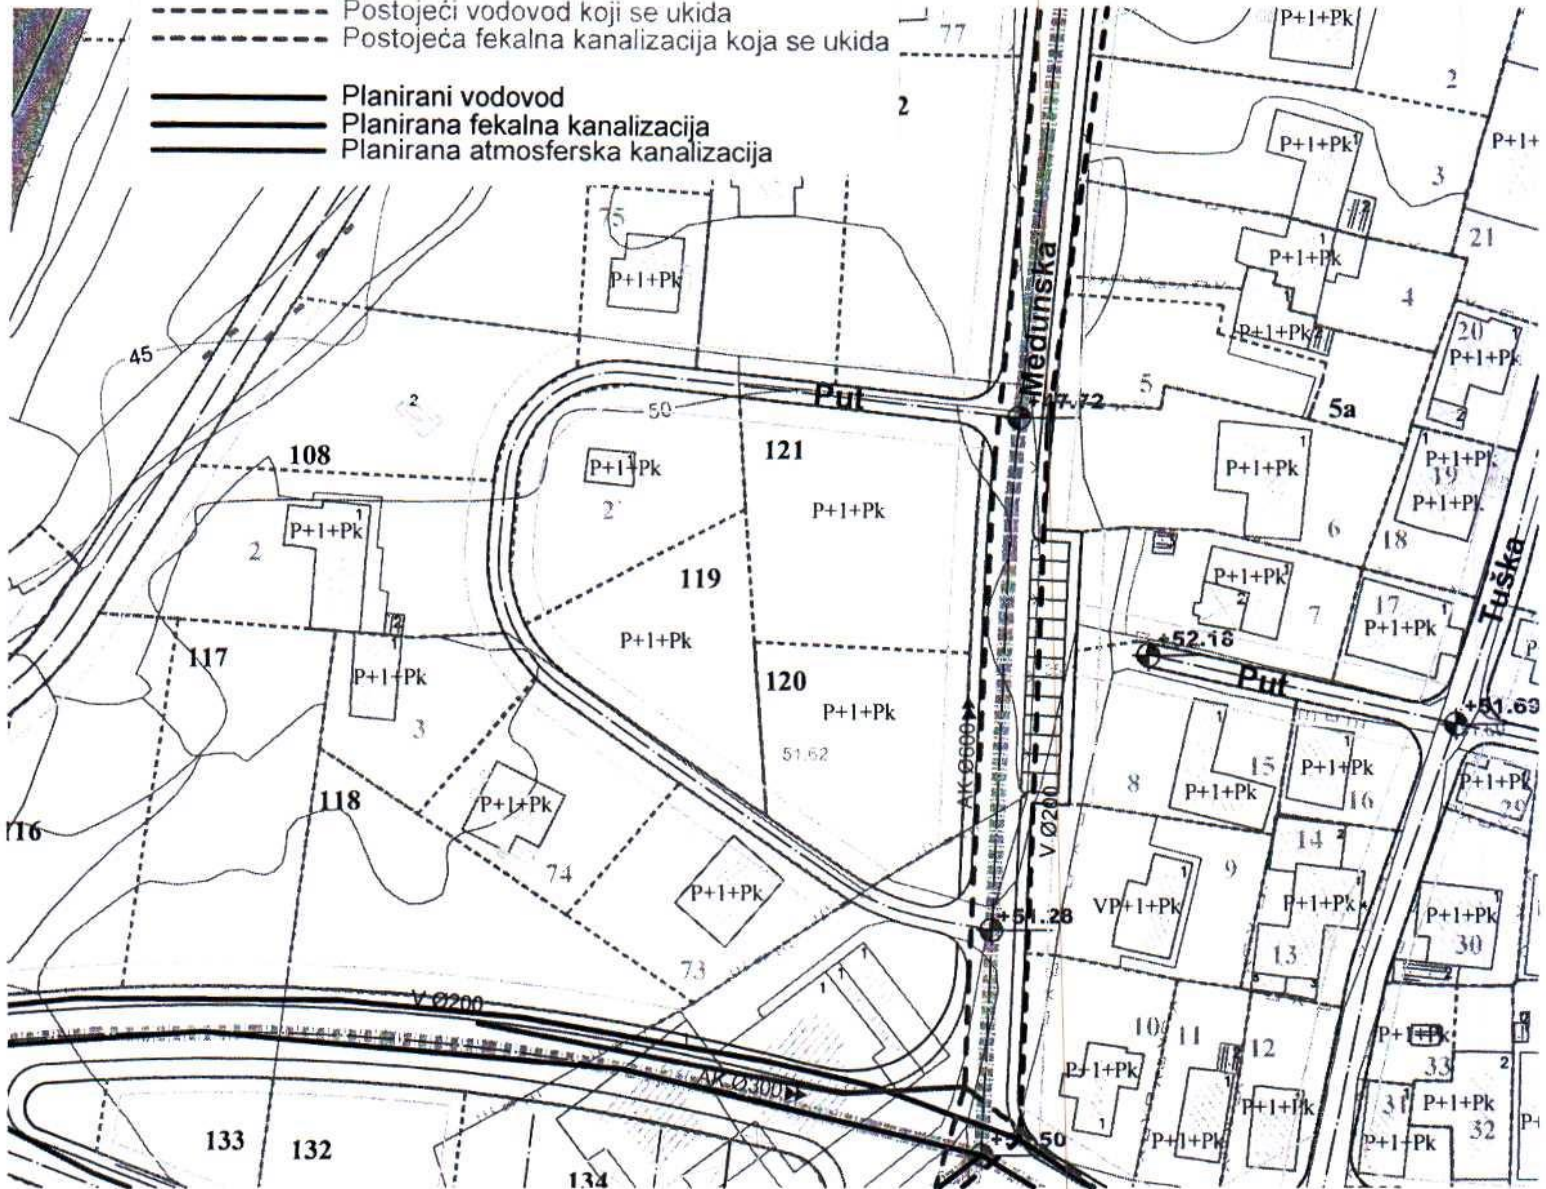 Postojeći vodovod koji se ukida
Postojeća fekalna kanalizacija koja se ukida
Planirani vodovod
Planirana fekalna kanalizacija
Planirana atmosferska kanalizacija
77
P+1+Pk
2
2
P+1+Pk
P+1+
3
75
P+1+Pk
Medunska
P+1+Pk
21
4
45
P+1+Pk
20
P+1+Pk
5
5a
Put
50
2
108
121
P+1+Pk
P+1+Pk
P+1+Pk
19
P+1+Pk
2
P+1+Pk
P+1+Pk
2
6
18
Tuška
119
P+1+Pk
7
17
P+1+Pk
P+1+Pk
+52.18
117
P+1+Pk
120
P+1+Pk
Put
+51.69
3
51.62
AK Ø600
V Ø200
8
15
P+1+Pk
P+1+Pk
16
P+1+Pk
29
118
P+1+Pk
116
14
74
P+1+Pk
9
VP+1+Pk
P+1+Pk
P+1+Pk
+51.28
30
13
73
V Ø200
10
11
12
P+1+Pk
33
P+1+Pk
AK Ø300
P+1+Pk
31
P+1+Pk
32
133
132
P+1+Pk
P+1+Pk
134